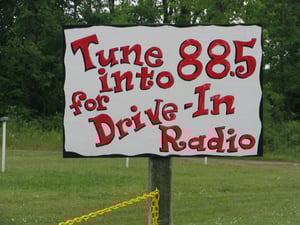 Tune
into 88.5
for
Drive-In
Radio